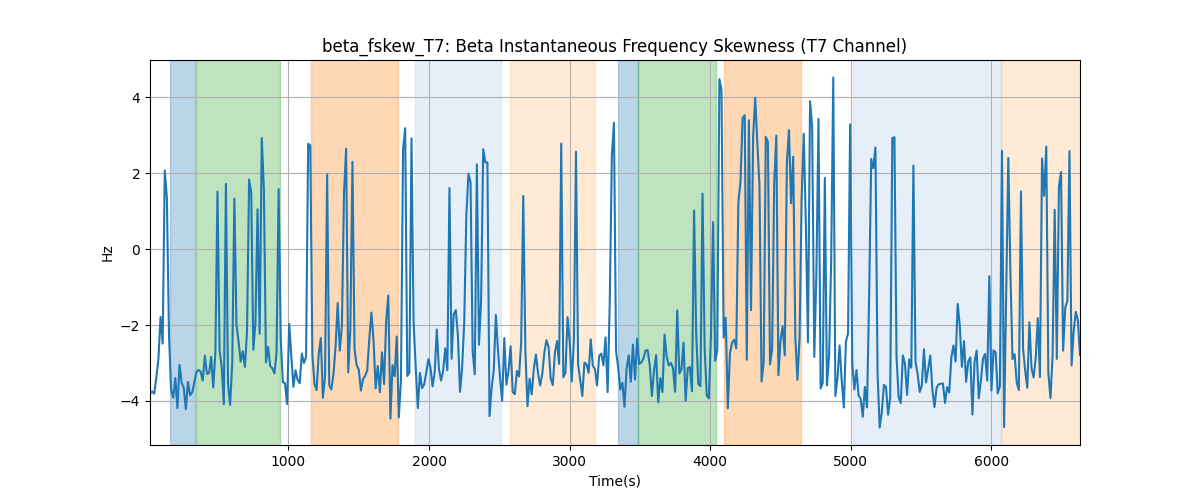 beta_fskew_T7: Beta Instantaneous Frequency Skewness (T7 Channel)
Hz
4
2
0
−2
−4
1000 2000 3000 4000 5000 6000
Time(s)